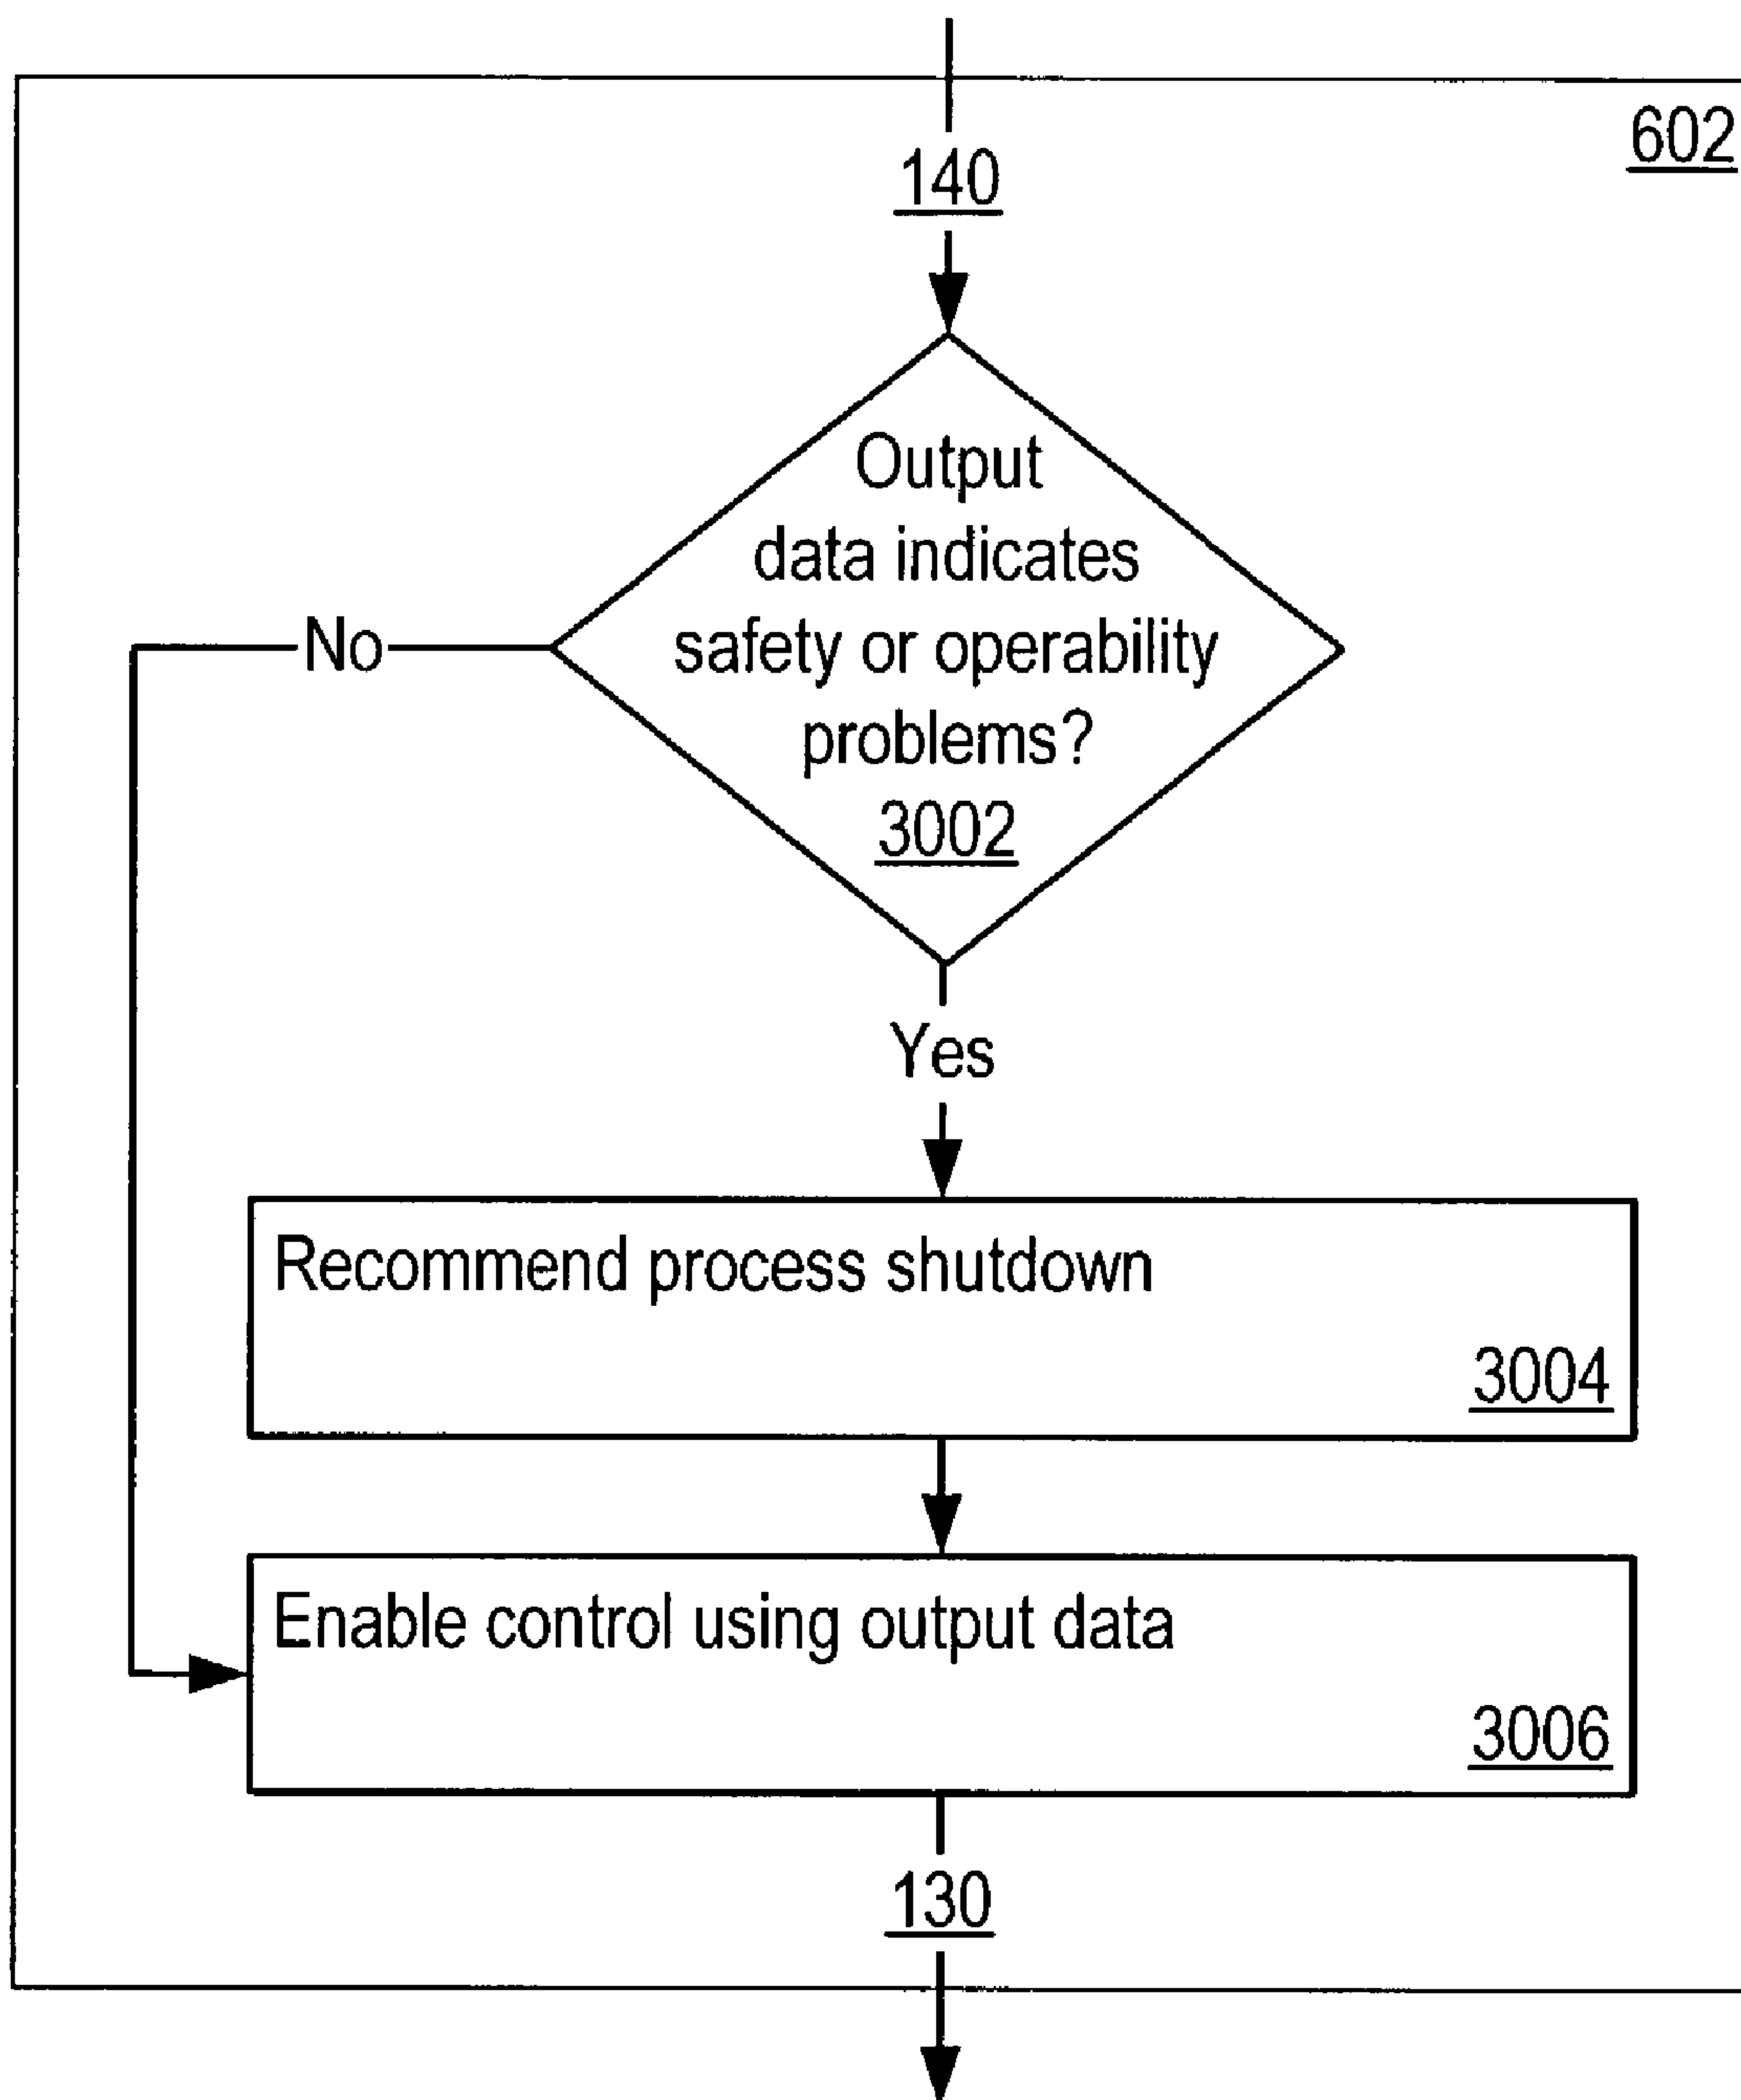 602
140
Output
data indicates
safety or operability
problems?
3002
No
Yes
Recommend process shutdown
3004
Enable control using output data
3006
130